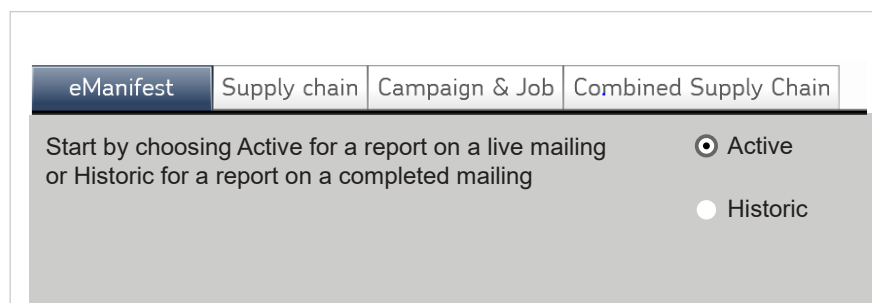 eManifest Supply chain Campaign & Job Combined Supply Chain
Start by choosing Active for a report on a live mailing
or Historic for a report on a completed mailing
Active
Historic